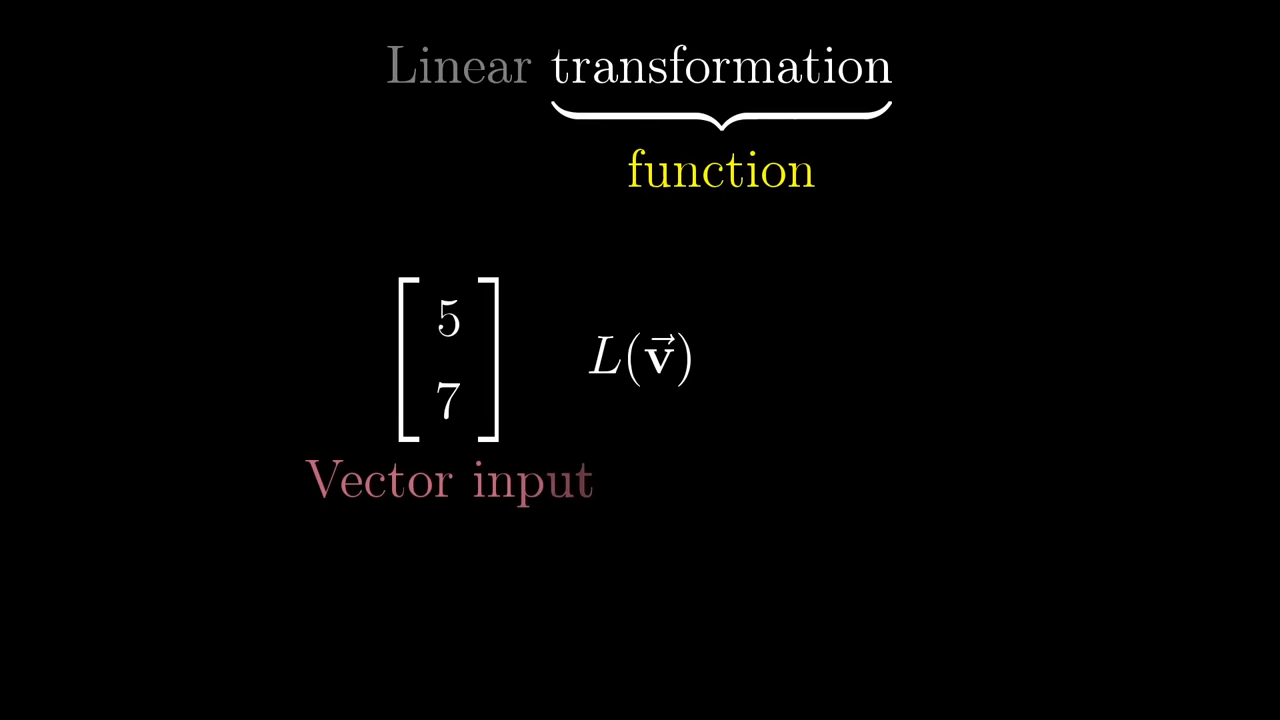 Linear transformation
function
5
7
L(v⃗)
Vector input